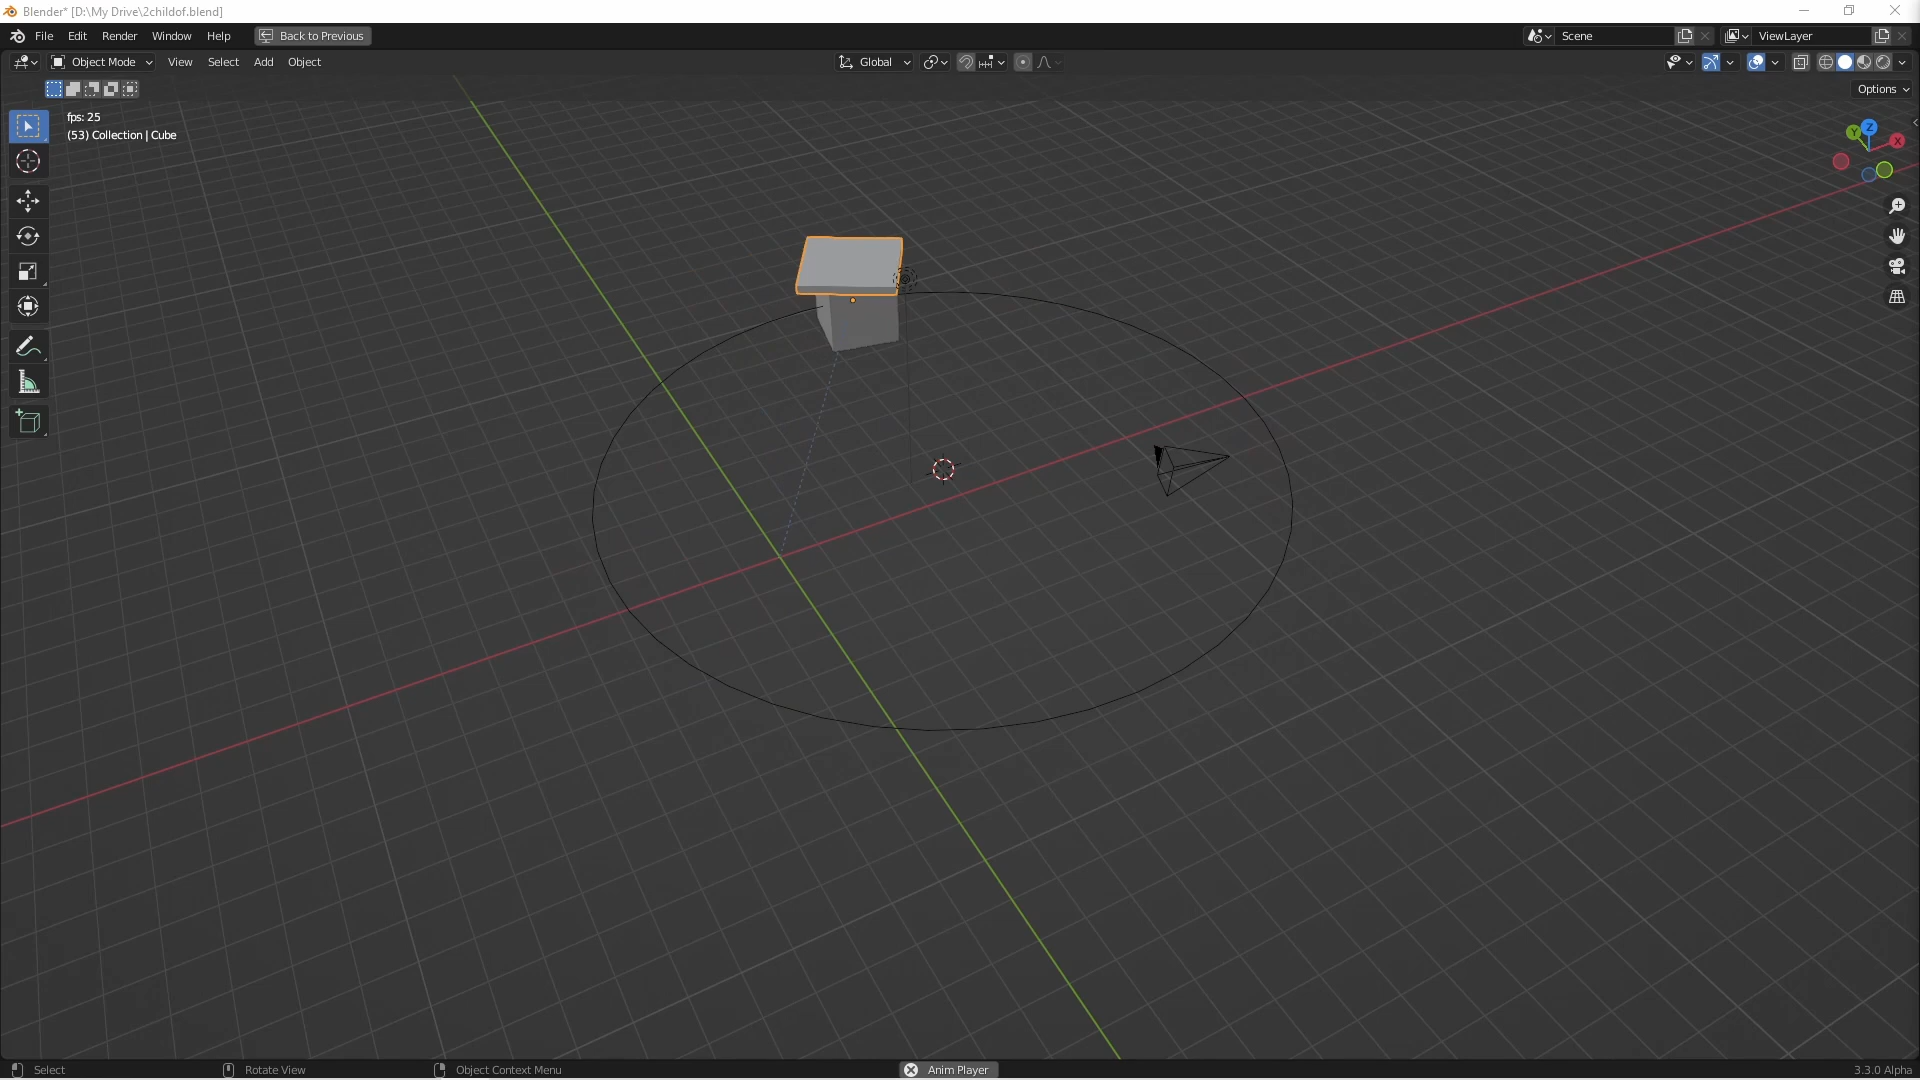 Blender* [D:\My Drive\2childof.blend]
File Edit Render Window Help Back to Previous Scene ViewLayer
Object Mode View Select Add Object Global
Options
fps: 25
(53) Collection | Cube
Z
Y
X
Select Rotate View Object Context Menu Anim Player 3.3.0 Alpha